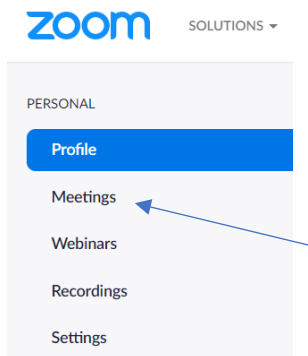 zoom SOLUTIONS
PERSONAL
Profile
Meetings
Webinars
Recordings
Settings